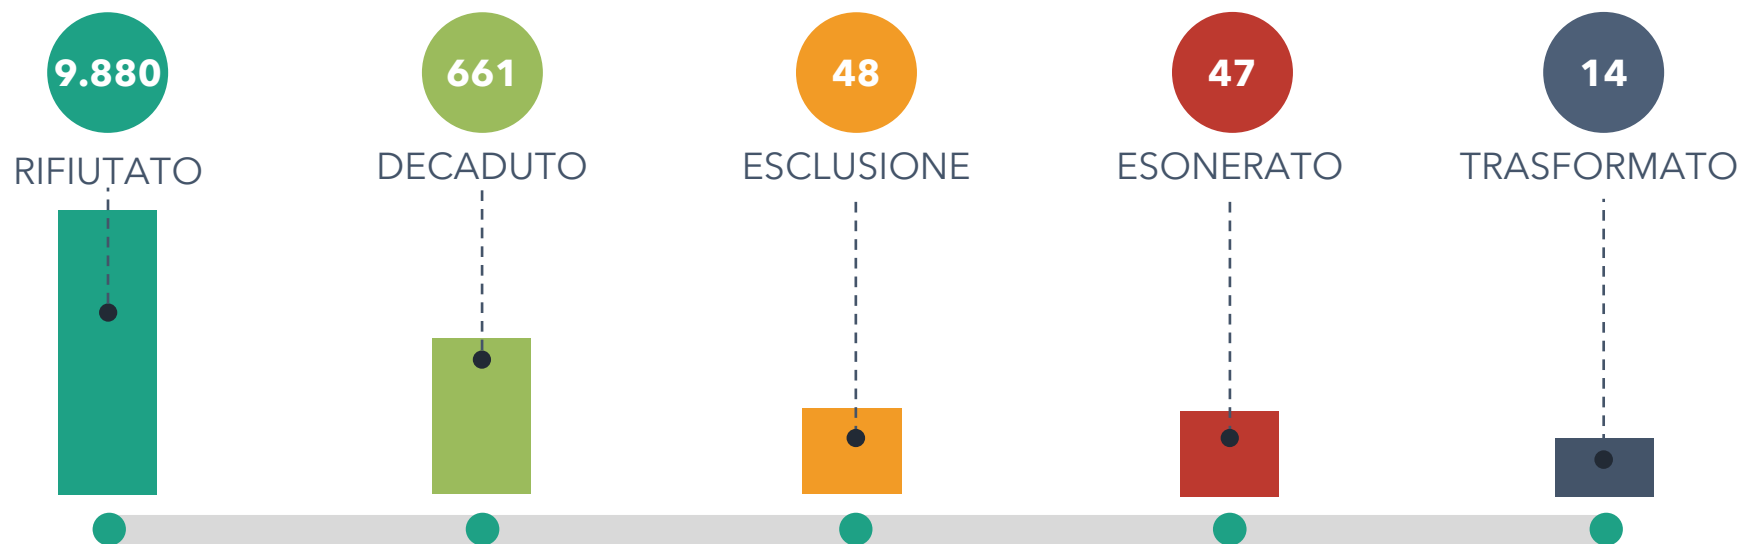 9.880
RIFIUTATO
661
DECADUTO
48
ESCLUSIONE
47
ESONERATO
14
TRASFORMATO